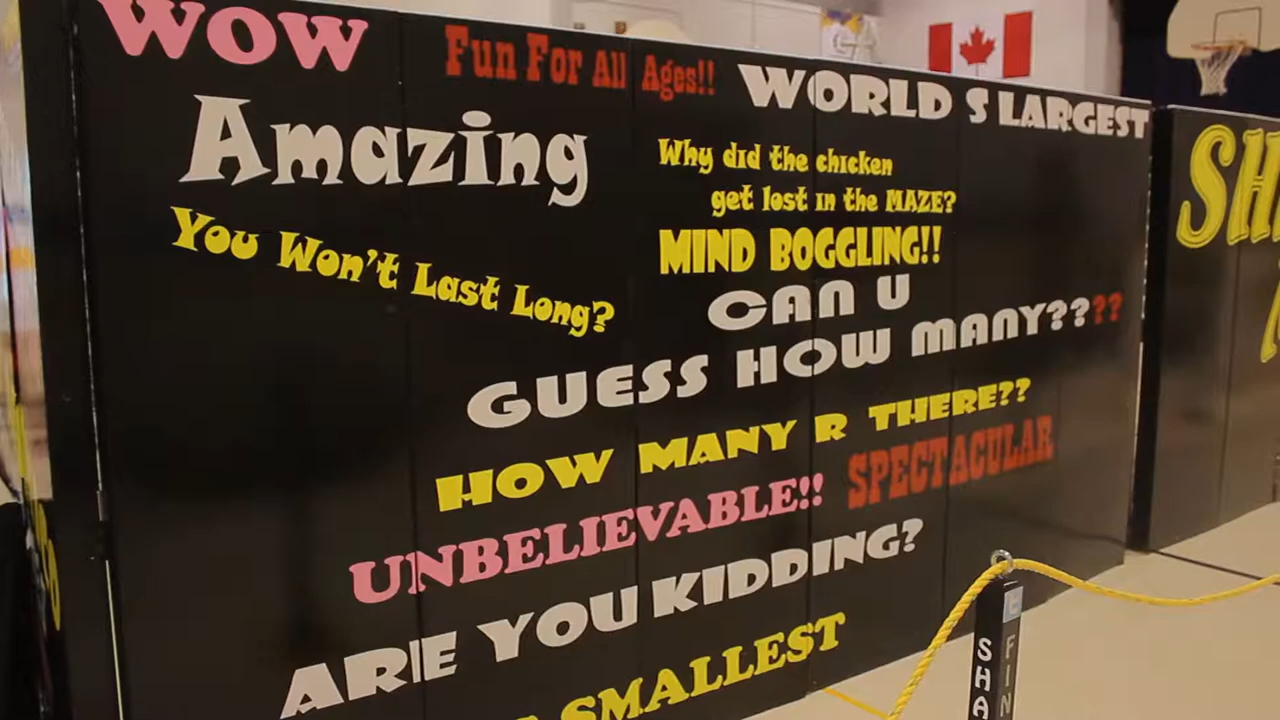 WOW
Fun For All Ages!!
WORLD S LARGEST
Amazing
Why did the chicken
get lost in the MAZE?
You Won't Last Long?
MIND BOGGLING!!
CAN U
GUESS HOW MANY????
HOW MANY R THERE??
UNBELIEVABLE!!
SPECTACULAR
ARE YOU KIDDING?
SMALLEST
SH
SHA
FIN